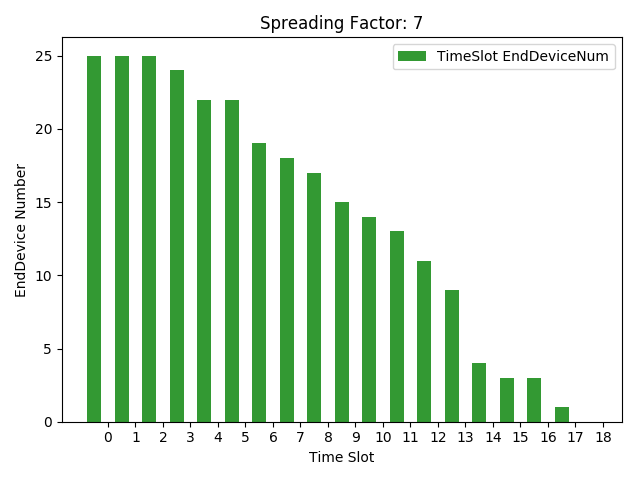 Spreading Factor: 7
TimeSlot EndDeviceNum
EndDevice Number
25
20
15
10
5
0
0 1 2 3 4 5 6 7 8 9 10 11 12 13 14 15 16 17 18
Time Slot